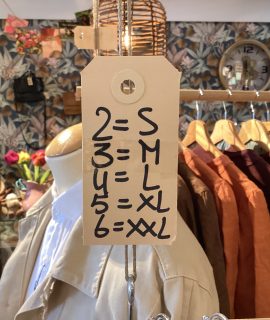 2 = S
3 = M
4 = L
5 = XL
6 = XXL